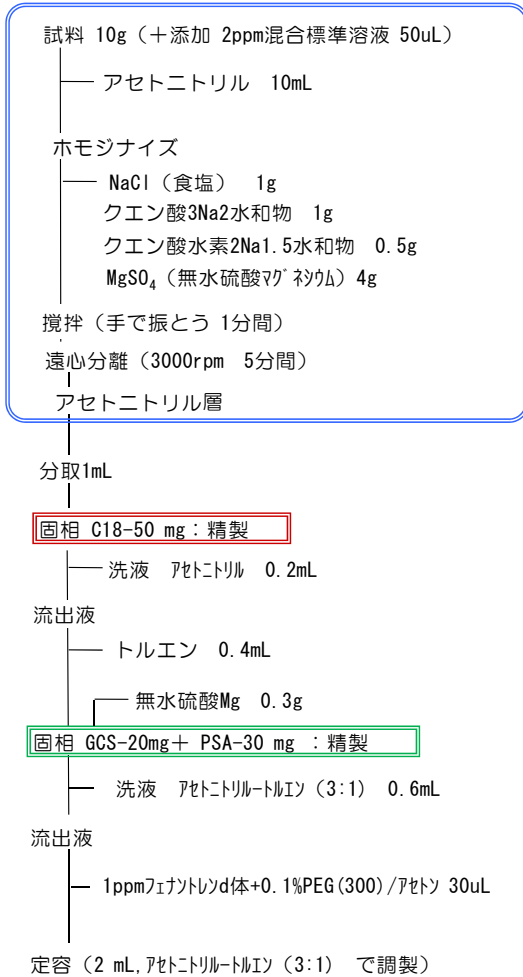 試料 10g（＋添加 2ppm混合標準溶液 50uL）
アセトニトリル　10mL
ホモジナイズ
NaCl（食塩）　1g
クエン酸3Na2水和物　1g
クエン酸水素2Na1.5水和物　0.5g
MgSO₄（無水硫酸ﾏｸﾞﾈｼｳﾑ）4g
撹拌（手で振とう 1分間）
遠心分離（3000rpm　5分間）
アセトニトリル層
分取1mL
固相 C18-50 mg：精製
洗液　ｱｾﾄﾆﾄﾘﾙ　0.2mL
流出液
トルエン　0.4mL
無水硫酸Mg　0.3g
固相 GCS-20mg＋ PSA-30 mg ：精製
洗液　ｱｾﾄﾆﾄﾘﾙｰﾄﾙｴﾝ（3:1）　0.6mL
流出液
1ppmﾌｪﾅﾝﾄﾚﾝd体+0.1%PEG(300)/ｱｾﾄﾝ 30uL
定容（2 mL,ｱｾﾄﾆﾄﾘﾙｰﾄﾙｴﾝ（3:1）　で調製）